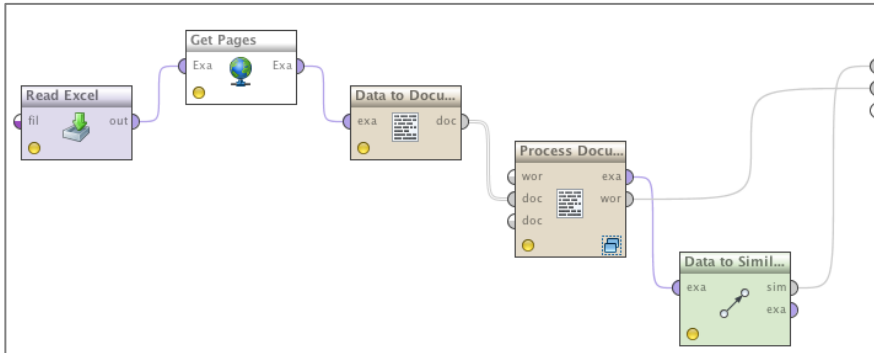 Get Pages
Exa Exa
Read Excel
fil out
Data to Docu...
exa doc
Process Docu...
wor exa
doc wor
doc
Data to Simil...
exa sim
exa